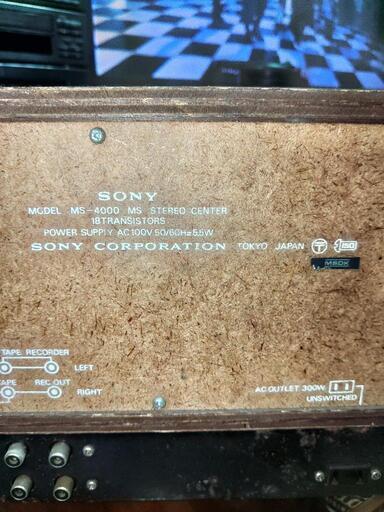 SONY
MODEL MS-4000 MS STEREO CENTER
18TRANSISTORS
POWER SUPPLY AC100V 50/60Hz 5.5W
SONY CORPORATION TOKYO JAPAN
TAPE RECORDER
LEFT
REC OUT RIGHT
AC OUTLET 300W
UNSWITCHED